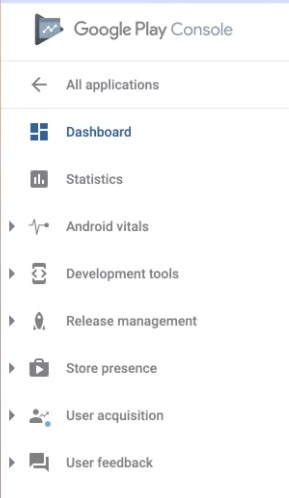 Google Play Console
All applications
Dashboard
Statistics
Android vitals
Development tools
Release management
Store presence
User acquisition
User feedback